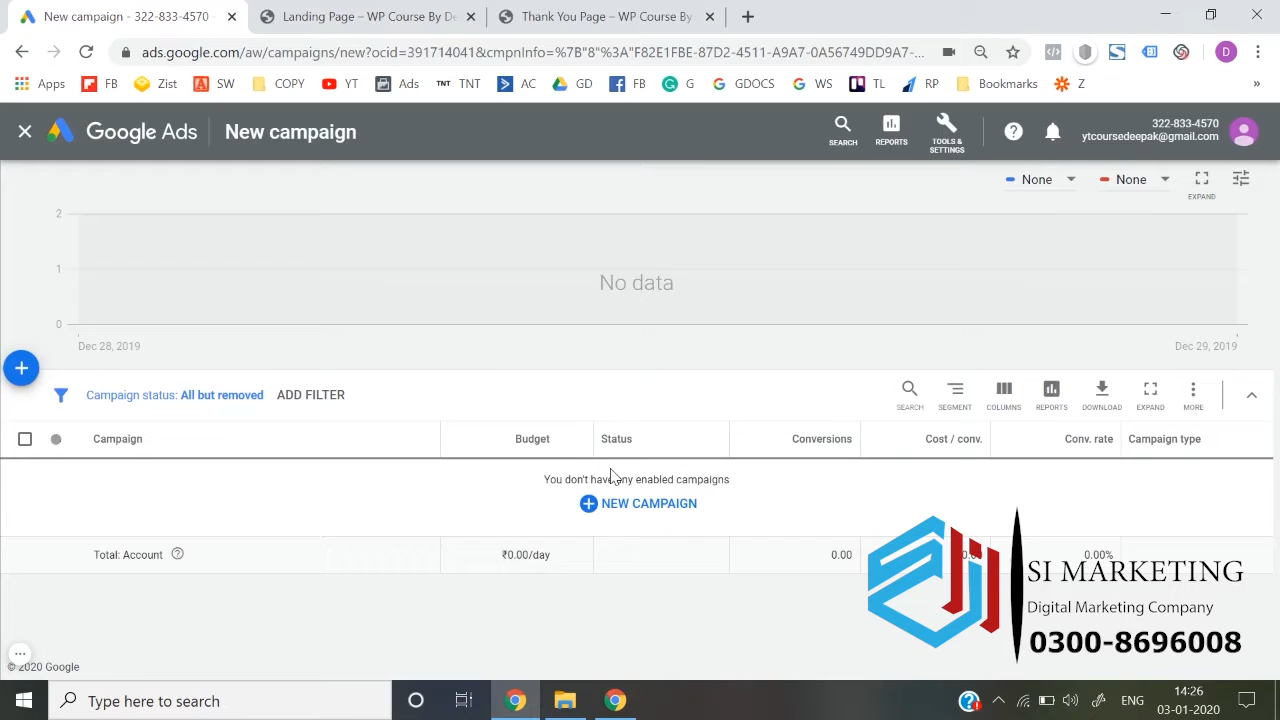 New campaign - 322-833-4570
Landing Page – WP Course By De
Thank You Page – WP Course By
ads.google.com/aw/campaigns/new?ocid=391714041&cmpnInfo=%7B"8"%3A"F82E1FBE-87D2-4511-A9A7-0A56749DD9A7-...
Apps
FB
Zist
SW
COPY
YT
Ads
TNT
TNT
AC
GD
FB
G
GDOCS
WS
TL
RP
Bookmarks
Z
»
Google Ads
New campaign
SEARCH
REPORTS
TOOLS &
SETTINGS
322-833-4570
ytcoursedeepak@gmail.com
D
None
None
EXPAND
2
1
0
No data
Dec 28, 2019
Dec 29, 2019
Campaign status: All but removed
ADD FILTER
SEARCH
SEGMENT
COLUMNS
REPORTS
DOWNLOAD
EXPAND
MORE
Campaign
Budget
Status
Conversions
Cost / conv.
Conv. rate
Campaign type
You don't have any enabled campaigns
NEW CAMPAIGN
Total: Account
₹0.00/day
0.00
0.00%
SI MARKETING
Digital Marketing Company
0300-8696008
© 2020 Google
Type here to search
ENG
14:26
03-01-2020